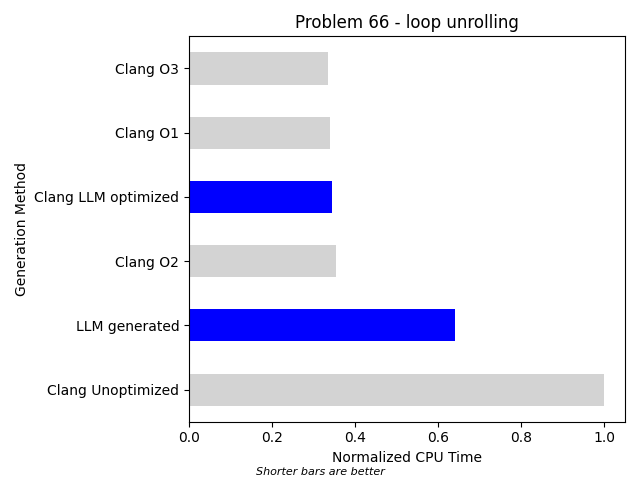 Problem 66 - loop unrolling
Generation Method
Clang O3
Clang O1
Clang LLM optimized
Clang O2
LLM generated
Clang Unoptimized
0.0 0.2 0.4 0.6 0.8 1.0
Normalized CPU Time
Shorter bars are better